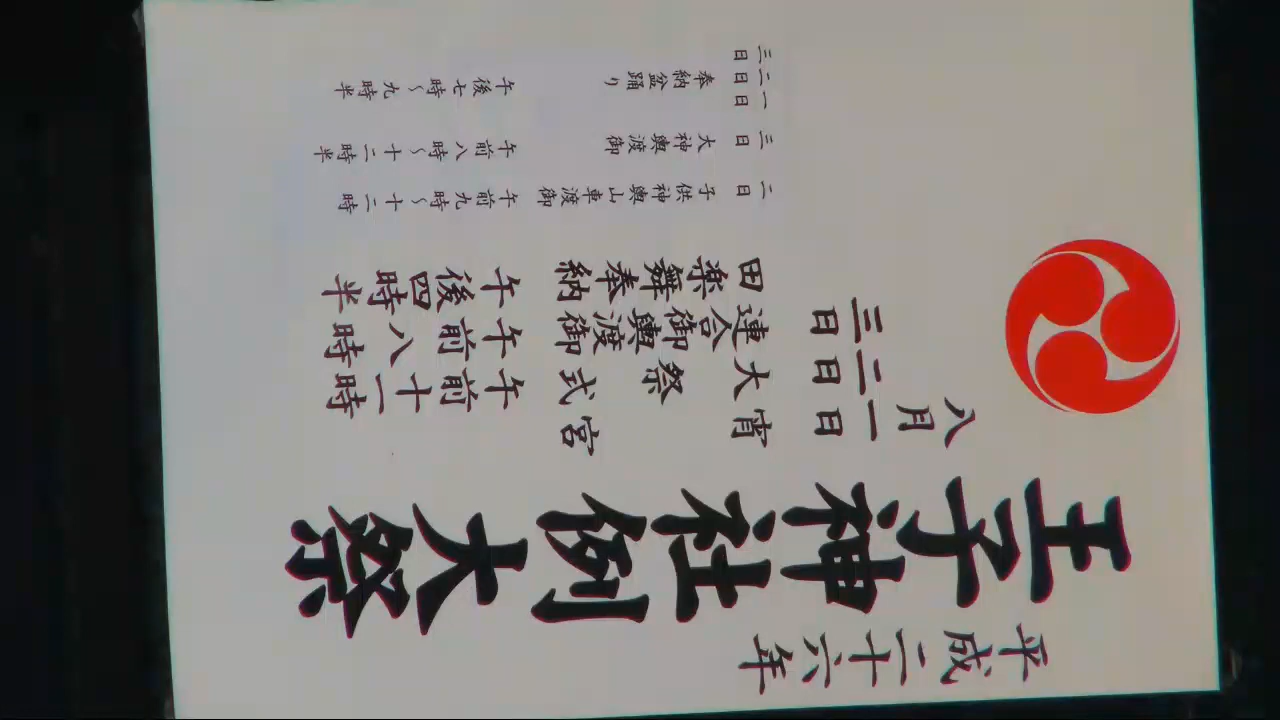 平成二十六年
王子神社例大祭
八月一日 宵宮
二日 大祭式 午前十一時
三日 連合御輿渡御 午前八時
田楽舞奉納 午後四時半
二日 子供神輿山車渡御 午前九時〜十二時
三日 大神輿渡御 午前八時〜十二時半
一日
二日 奉納盆踊り 午後七時〜九時半
三日